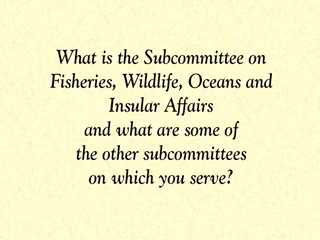 What is the Subcommittee on
Fisheries, Wildlife, Oceans and
Insular Affairs
and what are some of
the other subcommittees
on which you serve?